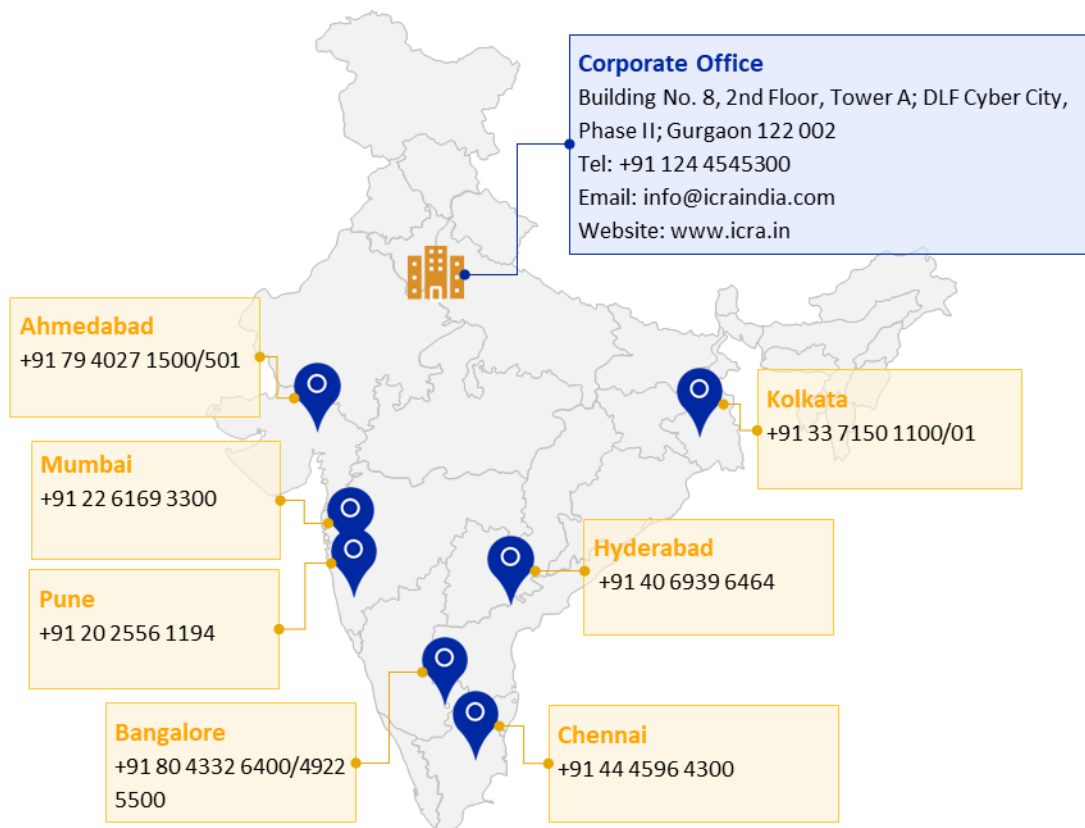 Corporate Office
Building No. 8, 2nd Floor, Tower A; DLF Cyber City,
Phase II; Gurgaon 122 002
Tel: +91 124 4545300
Email: info@icraindia.com
Website: www.icra.in
Ahmedabad
+91 79 4027 1500/501
Kolkata
+91 33 7150 1100/01
Mumbai
+91 22 6169 3300
Hyderabad
+91 40 6939 6464
Pune
+91 20 2556 1194
Bangalore
+91 80 4332 6400/4922
5500
Chennai
+91 44 4596 4300